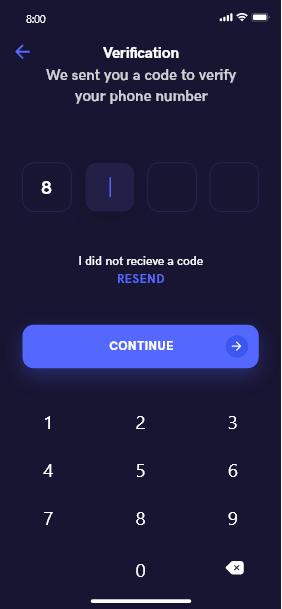 8:00
Verification
We sent you a code to verify
your phone number
8
I did not recieve a code
RESEND
CONTINUE
1 2 3
4 5 6
7 8 9
0